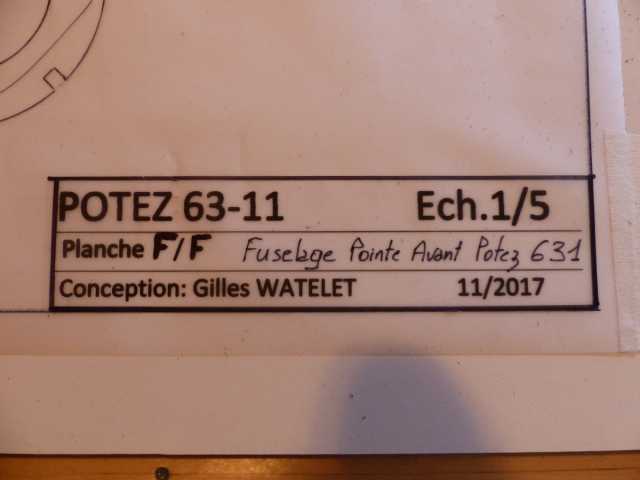 POTEZ 63-11 Ech.1/5
Planche F/F Fuselage Pointe Avant Potez 631
Conception: Gilles WATELET 11/2017